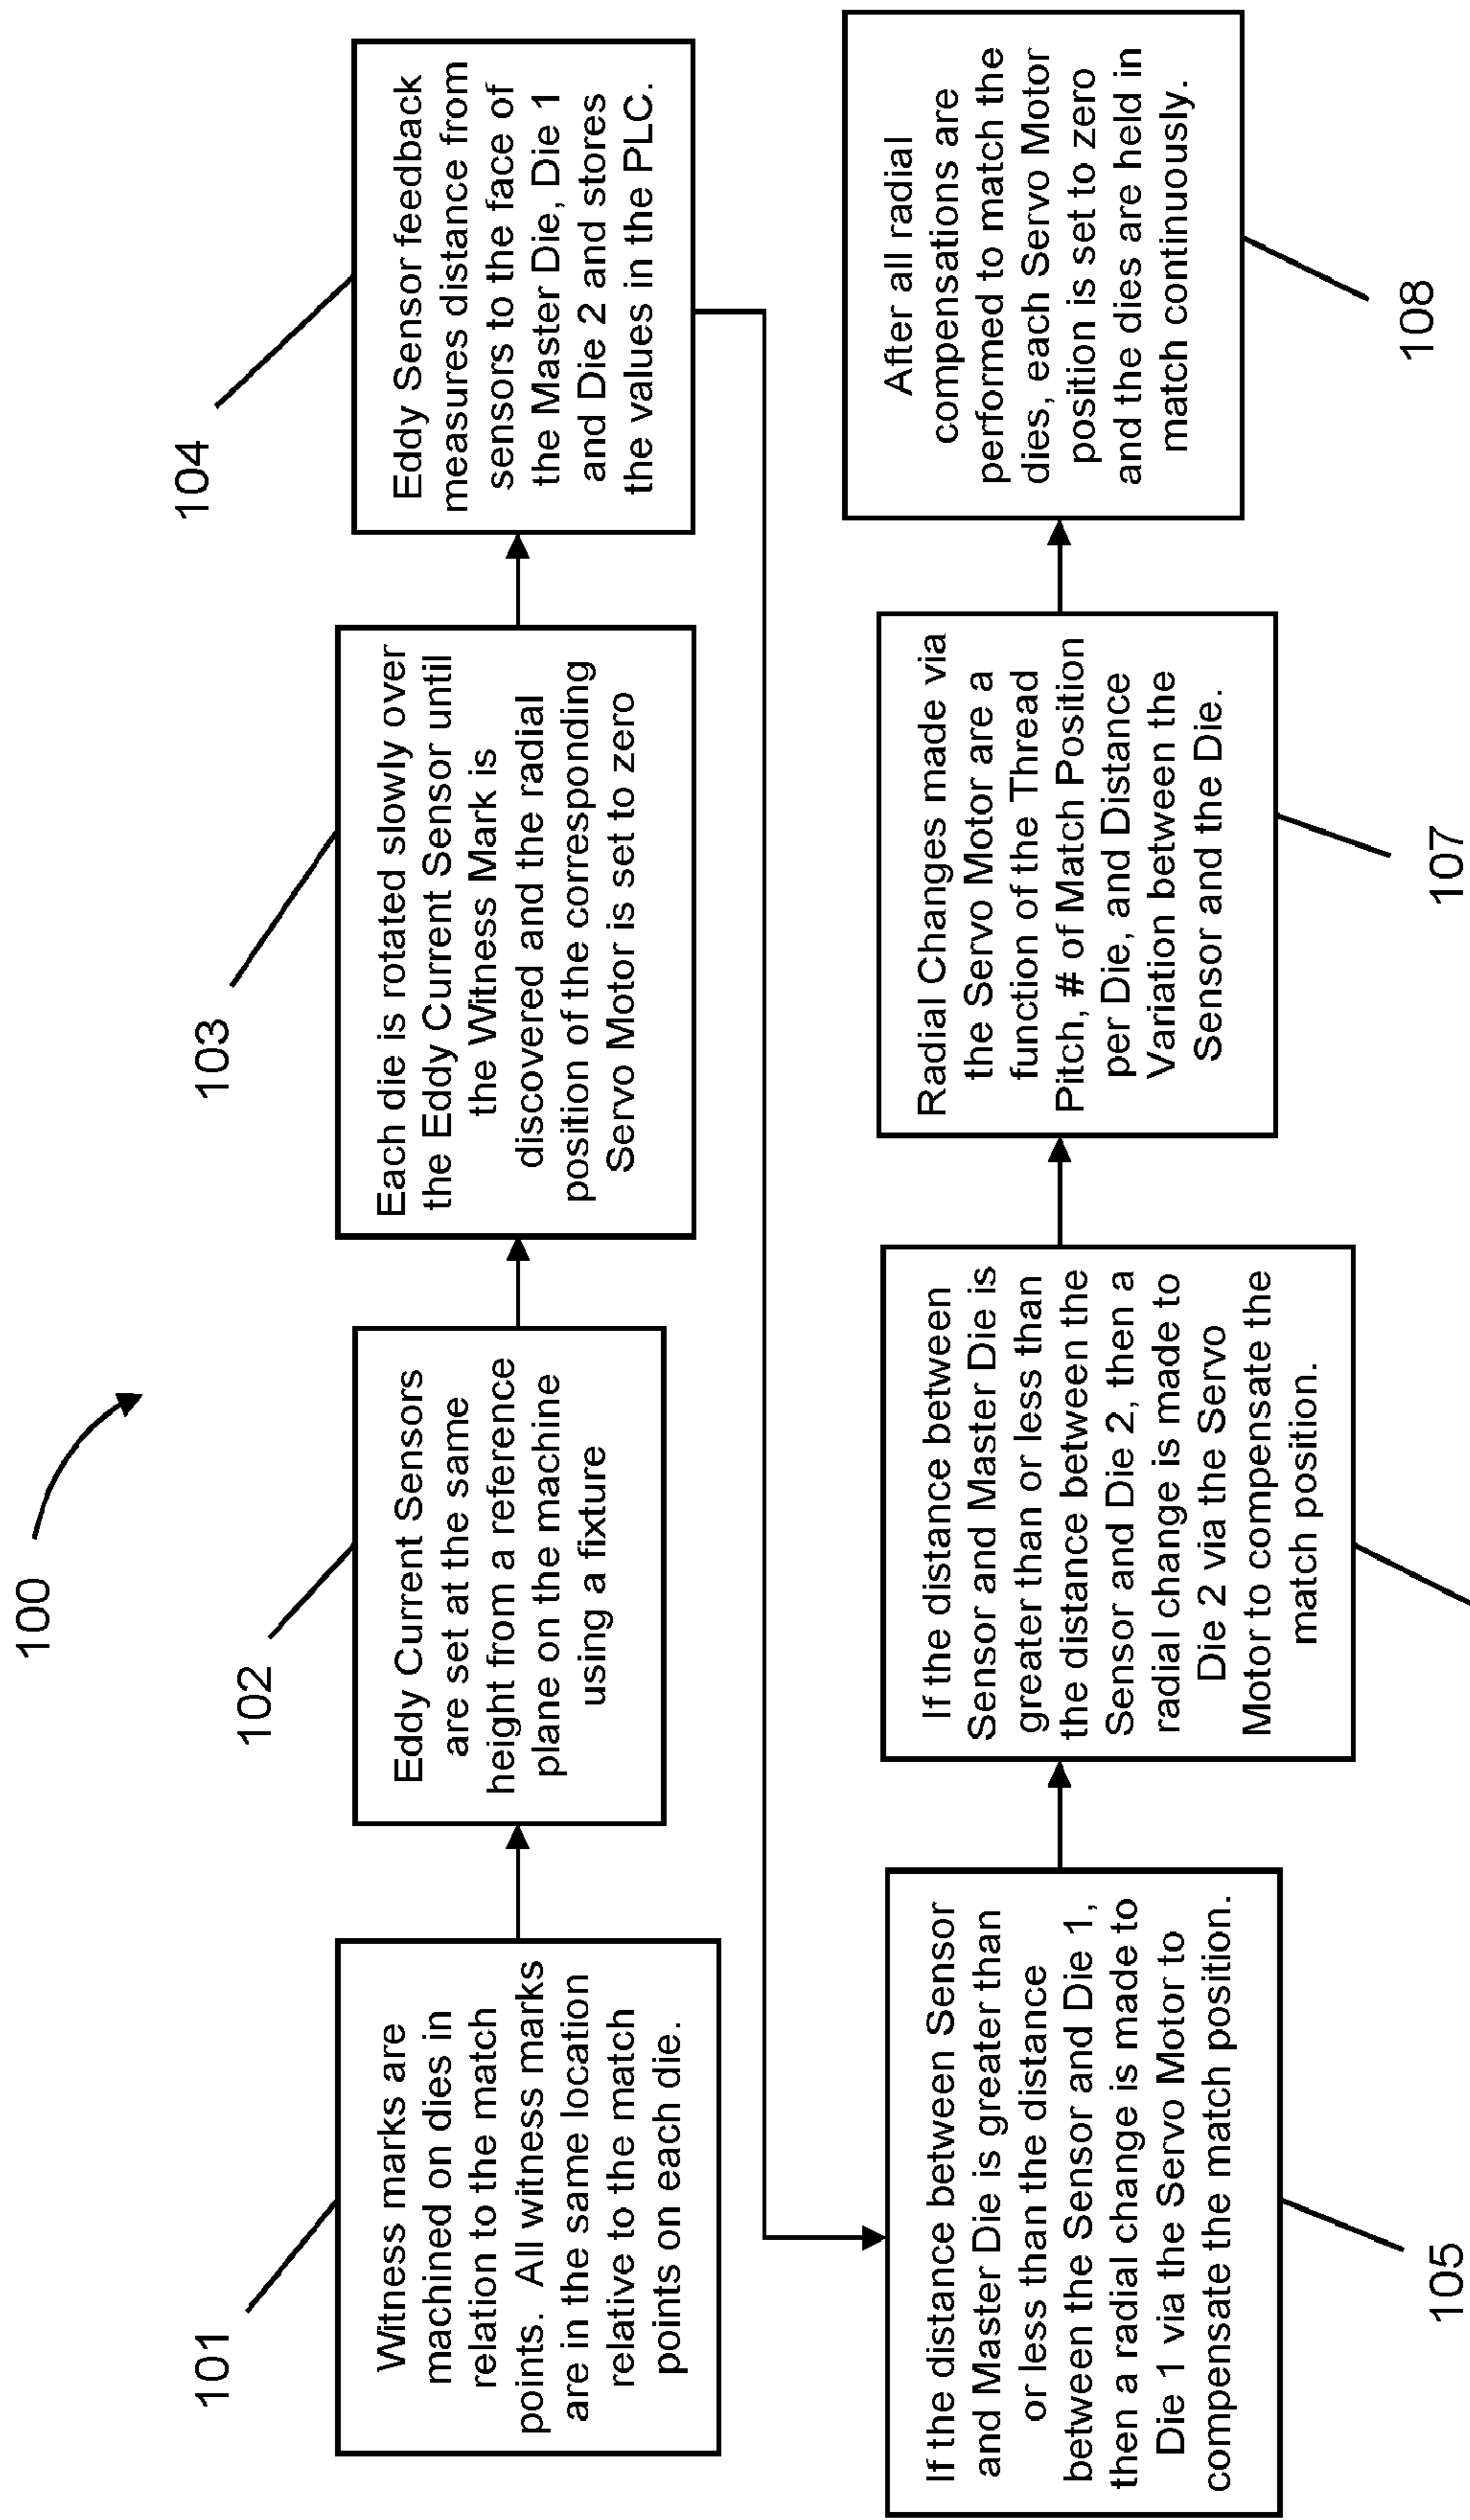 100
101
Witness marks are
machined on dies in
relation to the match
points. All witness marks
are in the same location
relative to the match
points on each die.
102
Eddy Current Sensors
are set at the same
height from a reference
plane on the machine
using a fixture
103
Each die is rotated slowly over
the Eddy Current Sensor until
the Witness Mark is
discovered and the radial
position of the corresponding
Servo Motor is set to zero
104
Eddy Sensor feedback
measures distance from
sensors to the face of
the Master Die, Die 1
and Die 2 and stores
the values in the PLC.
If the distance between Sensor
and Master Die is greater than
or less than the distance
between the Sensor and Die 1,
then a radial change is made to
Die 1 via the Servo Motor to
compensate the match position.
105
If the distance between
Sensor and Master Die is
greater than or less than
the distance between the
Sensor and Die 2, then a
radial change is made to
Die 2 via the Servo
Motor to compensate the
match position.
Radial Changes made via
the Servo Motor are a
function of the Thread
Pitch, # of Match Position
per Die, and Distance
Variation between the
Sensor and the Die.
107
After all radial
compensations are
performed to match the
dies, each Servo Motor
position is set to zero
and the dies are held in
match continuously.
108